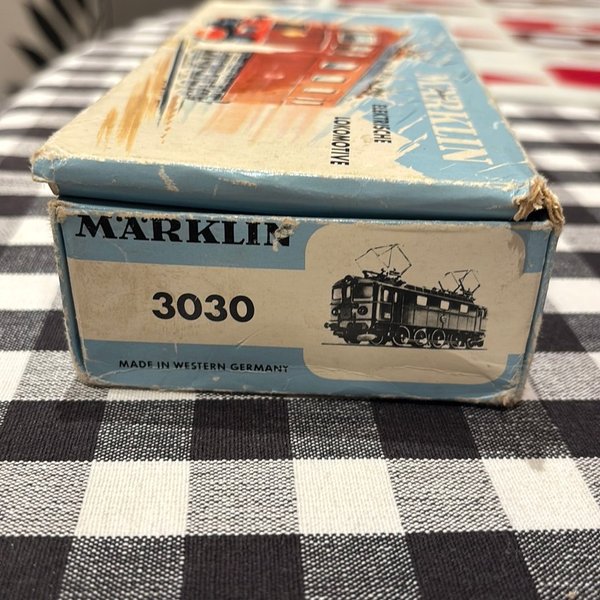 MÄRKLIN
ELEKTRISCHE
LOKOMOTIVE
MÄRKLIN
3030
MADE IN WESTERN GERMANY